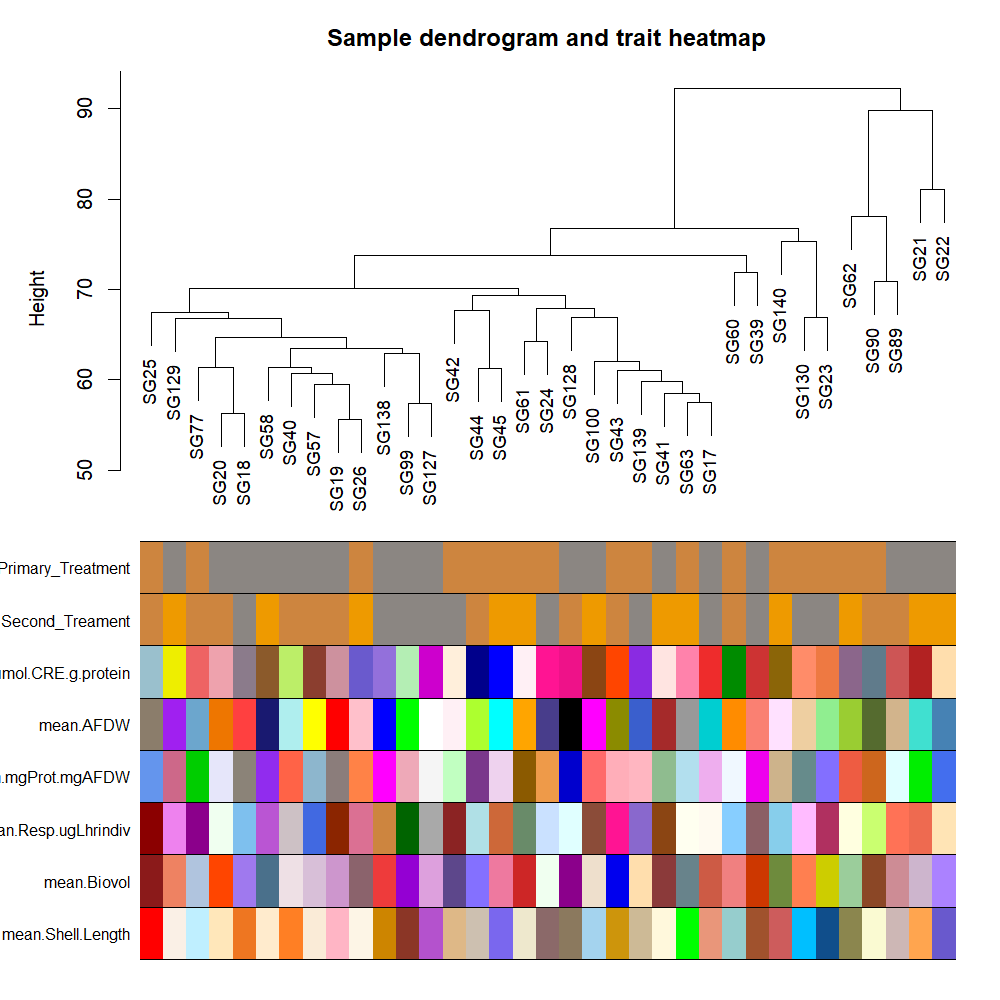 Sample dendrogram and trait heatmap
Height
90
80
70
60
50
SG25
SG129
SG77
SG20
SG18
SG58
SG40
SG57
SG19
SG26
SG138
SG99
SG127
SG42
SG44
SG45
SG61
SG24
SG128
SG100
SG43
SG139
SG41
SG63
SG17
SG60
SG39
SG140
SG130
SG23
SG62
SG90
SG89
SG21
SG22
Primary_Treatment
Second_Treament
mol.CRE.g.protein
mean.AFDW
.mgProt.mgAFDW
an.Resp.ugLhrindiv
mean.Biovol
mean.Shell.Length